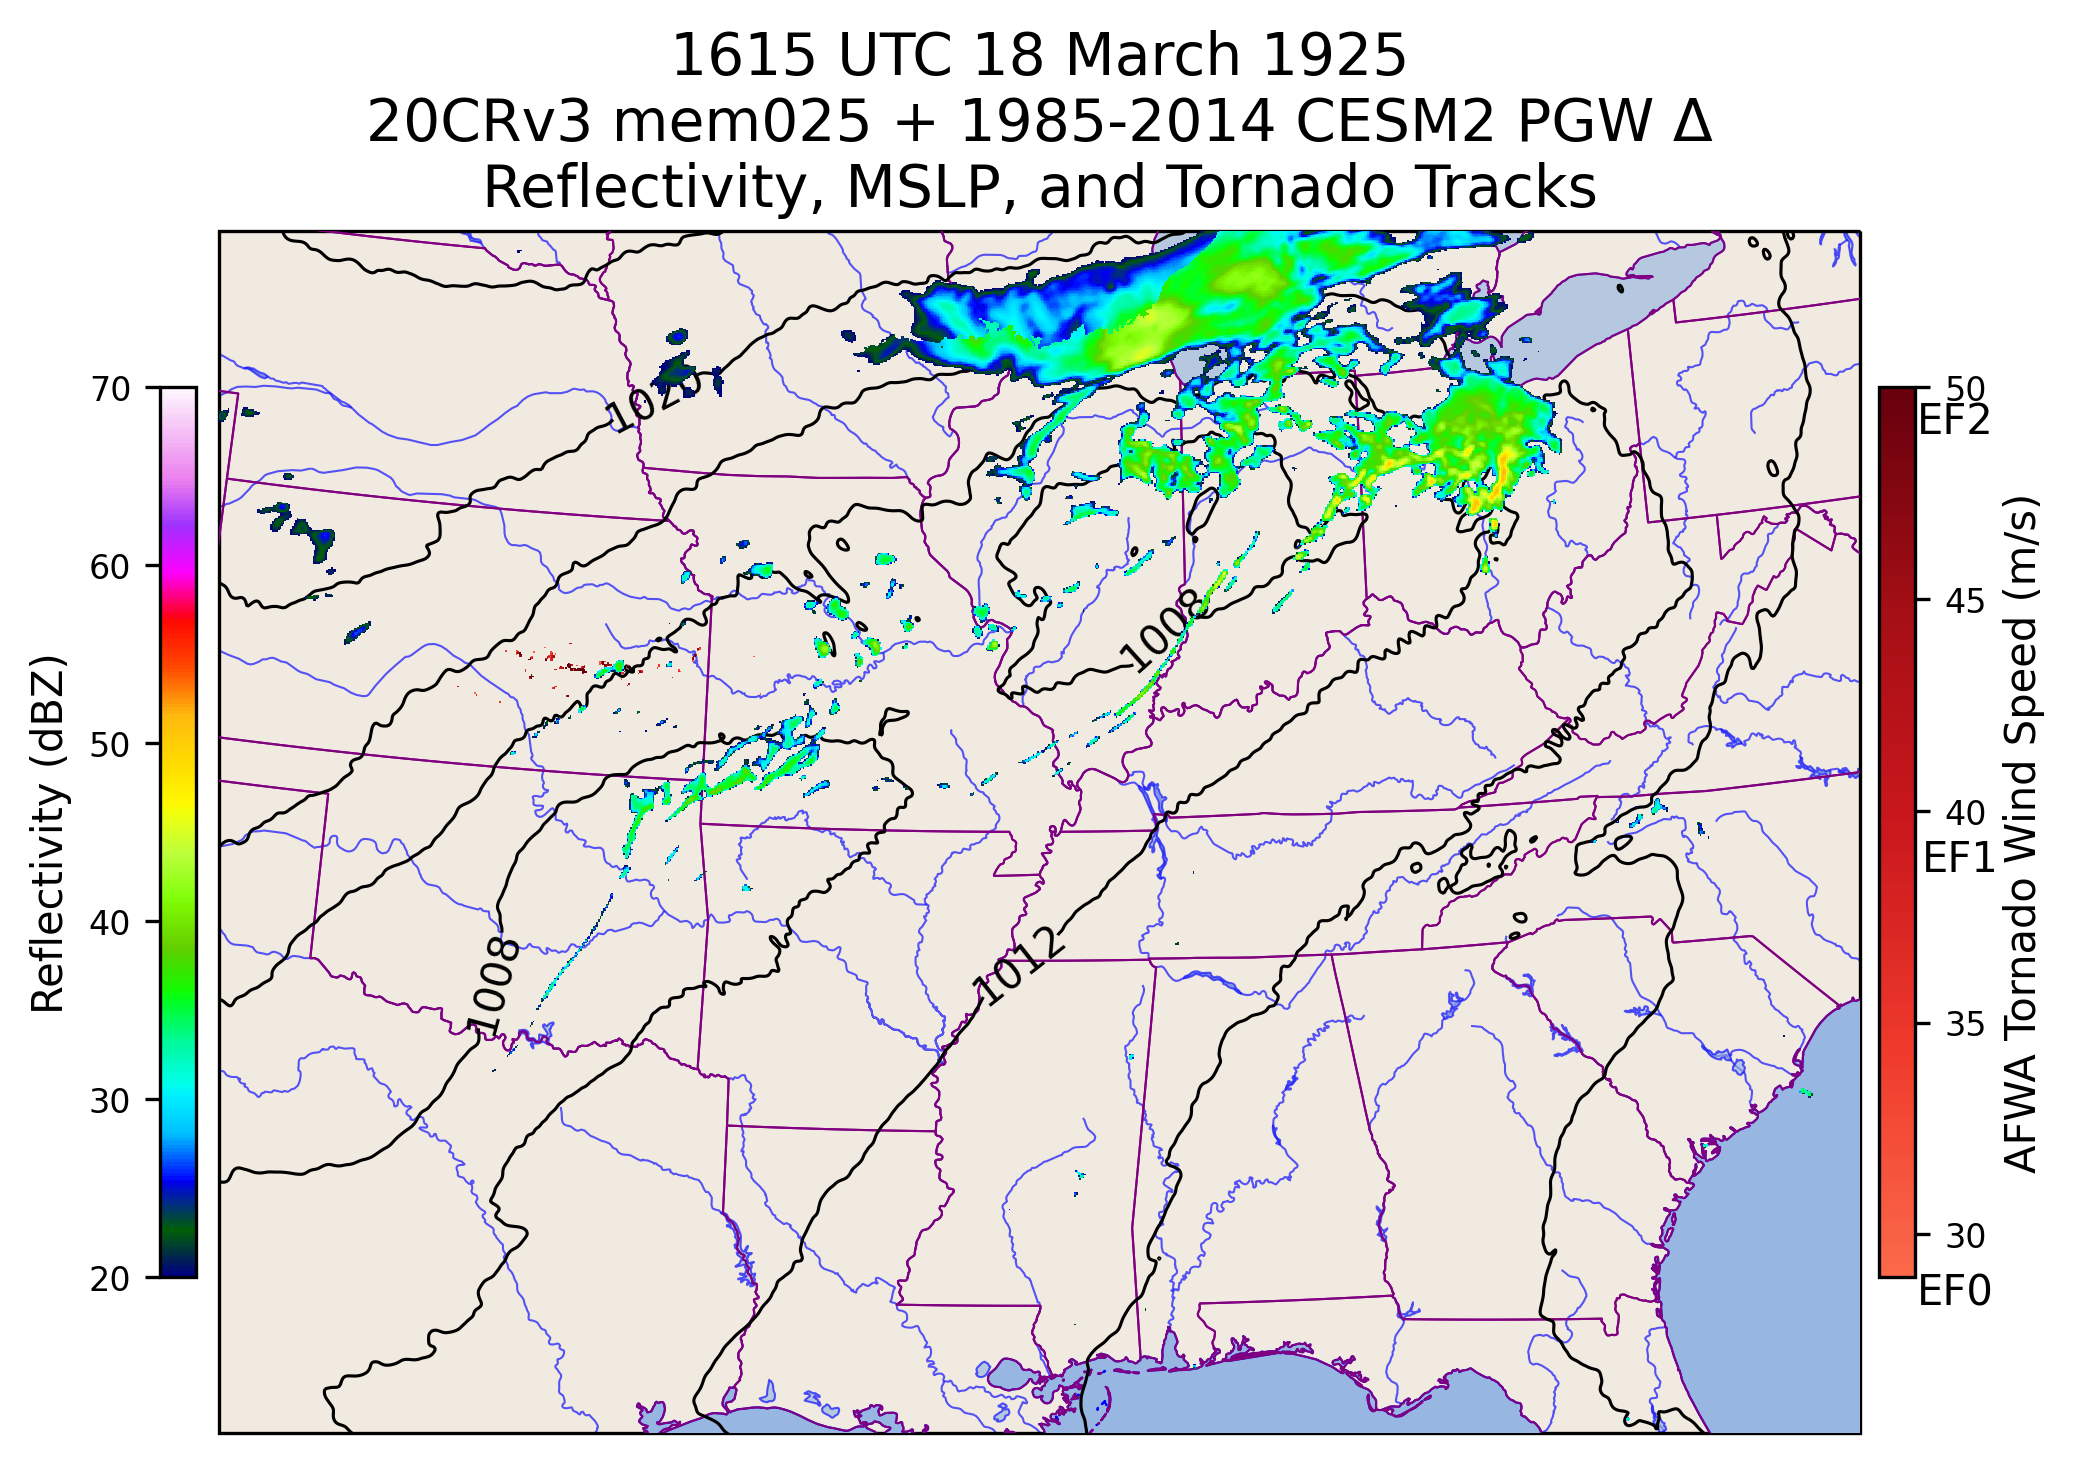 1615 UTC 18 March 1925
20CRv3 mem025 + 1985-2014 CESM2 PGW Δ
Reflectivity, MSLP, and Tornado Tracks
Reflectivity (dBZ)
70
60
50
40
30
20
1020
1008
1008
1012
50
EF2
45
40
EF1
35
30
EF0
AFWA Tornado Wind Speed (m/s)